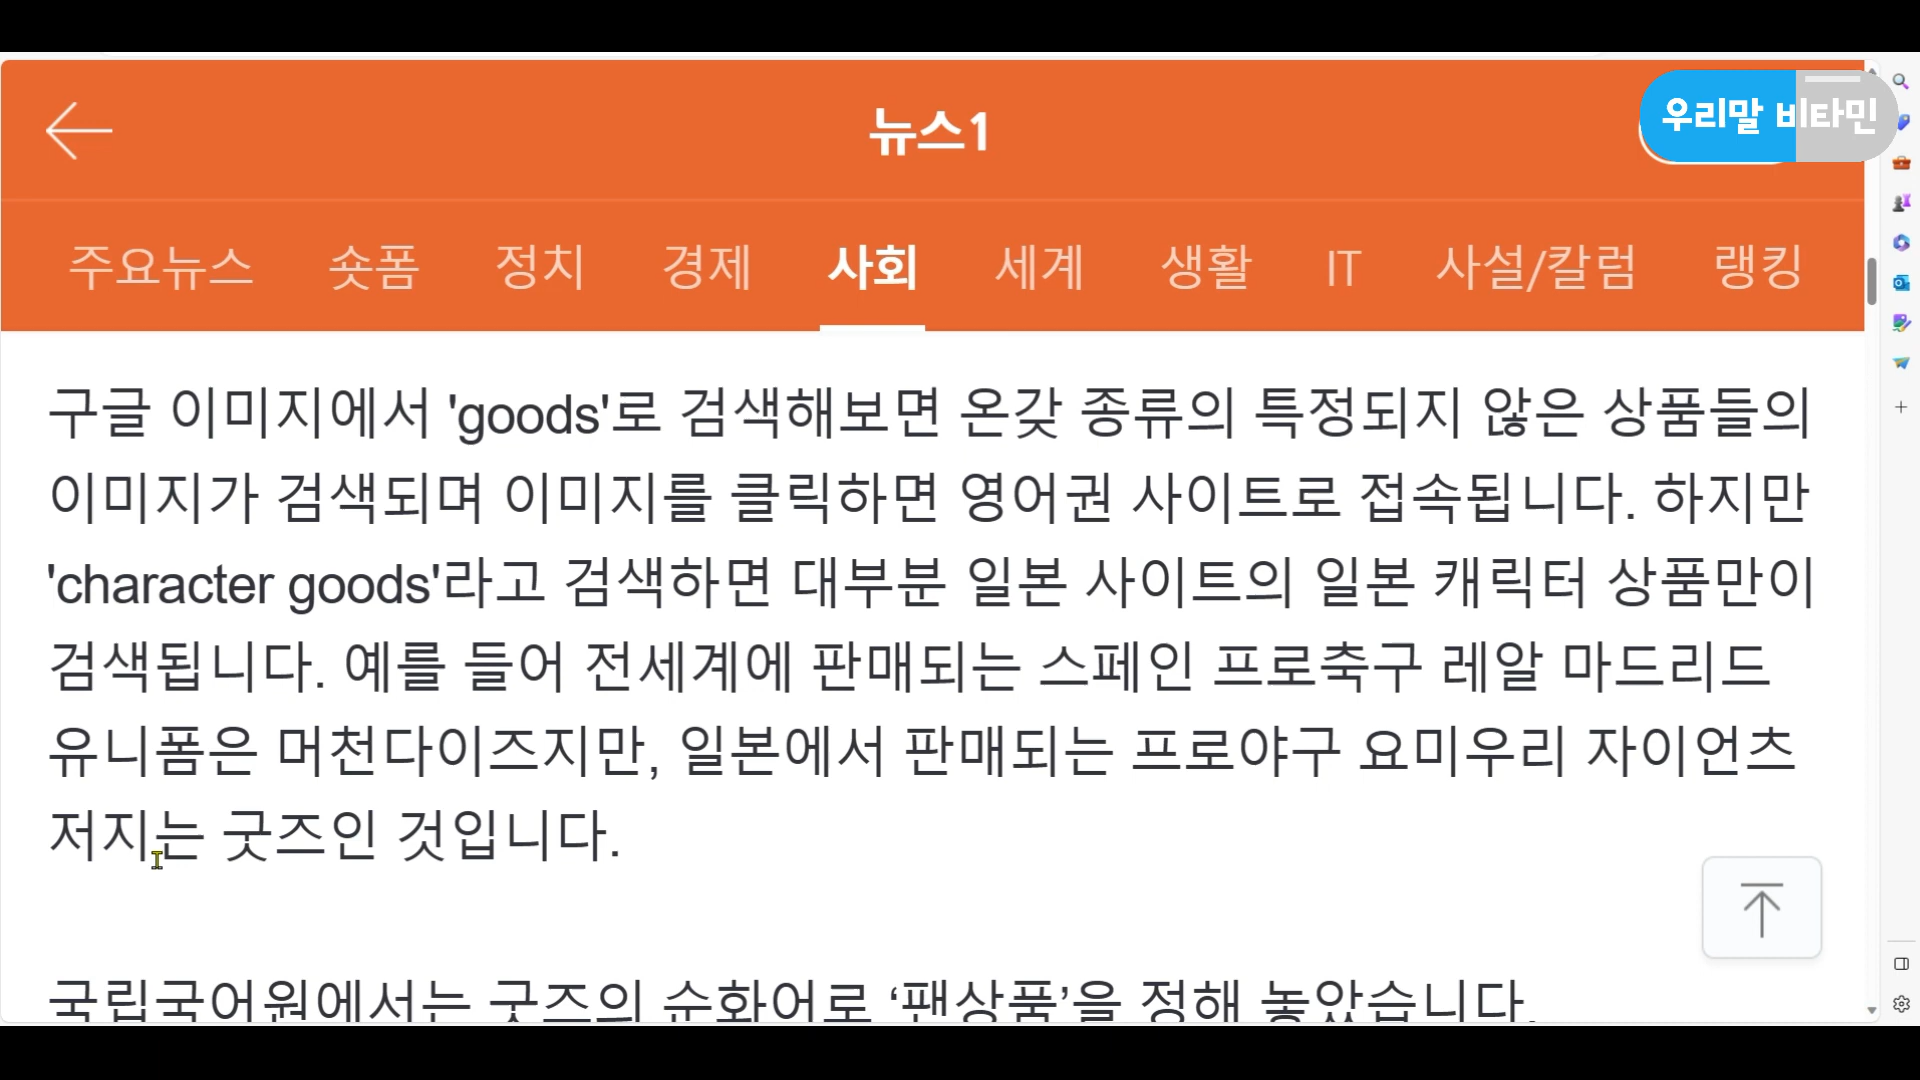 뉴스1
우리말 비타민
주요뉴스 숏폼 정치 경제 사회 세계 생활 IT 사설/칼럼 랭킹
구글 이미지에서 'goods'로 검색해보면 온갖 종류의 특정되지 않은 상품들의
이미지가 검색되며 이미지를 클릭하면 영어권 사이트로 접속됩니다. 하지만
'character goods'라고 검색하면 대부분 일본 사이트의 일본 캐릭터 상품만이
검색됩니다. 예를 들어 전세계에 판매되는 스페인 프로축구 레알 마드리드
유니폼은 머천다이즈지만, 일본에서 판매되는 프로야구 요미우리 자이언츠
저지는 굿즈인 것입니다.
국립국어원에서는 굿즈의 순화어로 ‘팬상품’을 정해 놓았습니다.